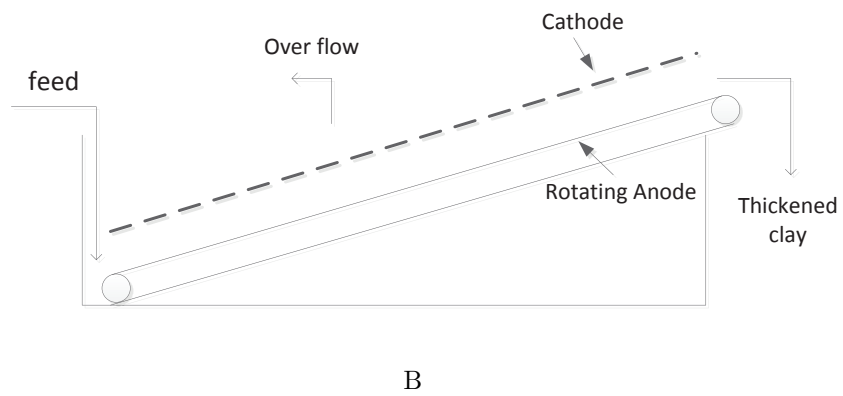 Cathode
Over flow
feed
Rotating Anode
Thickened
clay
B